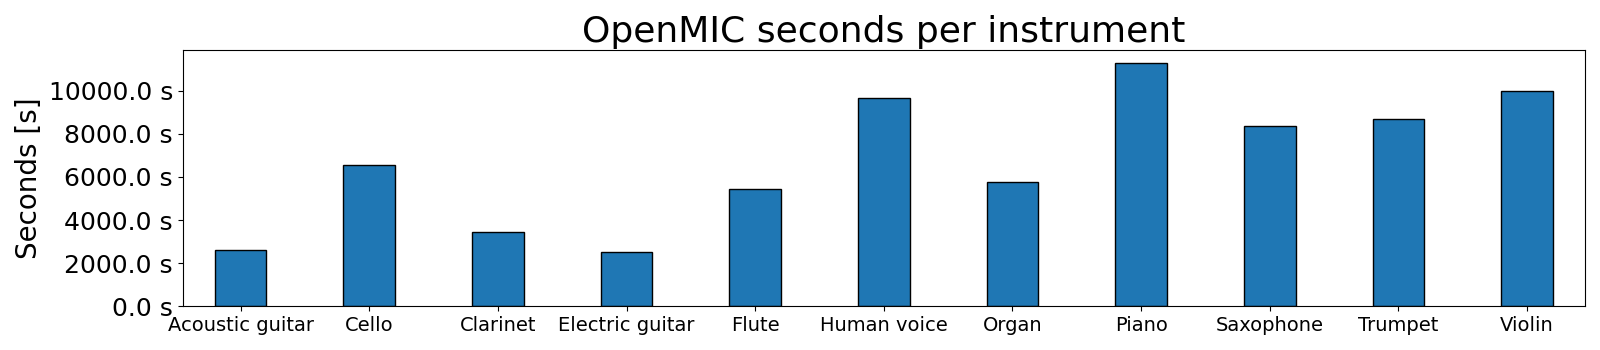 OpenMIC seconds per instrument
Seconds [s]
10000.0 s
8000.0 s
6000.0 s
4000.0 s
2000.0 s
0.0 s
Acoustic guitar Cello Clarinet Electric guitar Flute Human voice Organ Piano Saxophone Trumpet Violin